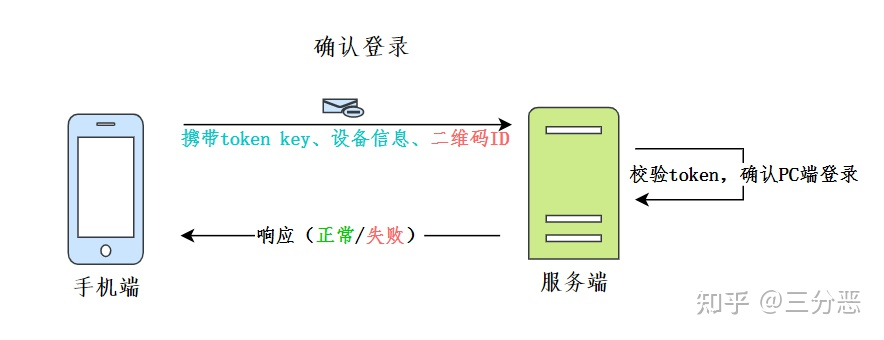 确认登录
携带token key、设备信息、二维码ID
校验token，确认PC端登录
响应（正常/失败）
手机端
服务端
知乎 @三分恶